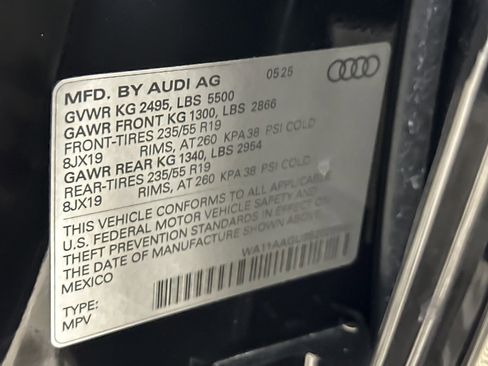 MFD. BY AUDI AG 05.25
GVWR KG 2495, LBS 5500
GAWR FRONT KG 1300, LBS 2866
FRONT-TIRES 235/55 R19
8JX19 RIMS, AT 260 KPA 38 PSI COLD
GAWR REAR KG 1340, LBS 2954
REAR-TIRES 235/55 R19
8JX19 RIMS, AT 260 KPA 38 PSI COLD
THIS VEHICLE CONFORMS TO ALL APPLICABLE
U.S. FEDERAL MOTOR VEHICLE SAFETY AND
THEFT PREVENTION STANDARDS IN EFFECT ON
THE DATE OF MANUFACTURE SHOWN ABOVE.
MEXICO
TYPE:
MPV